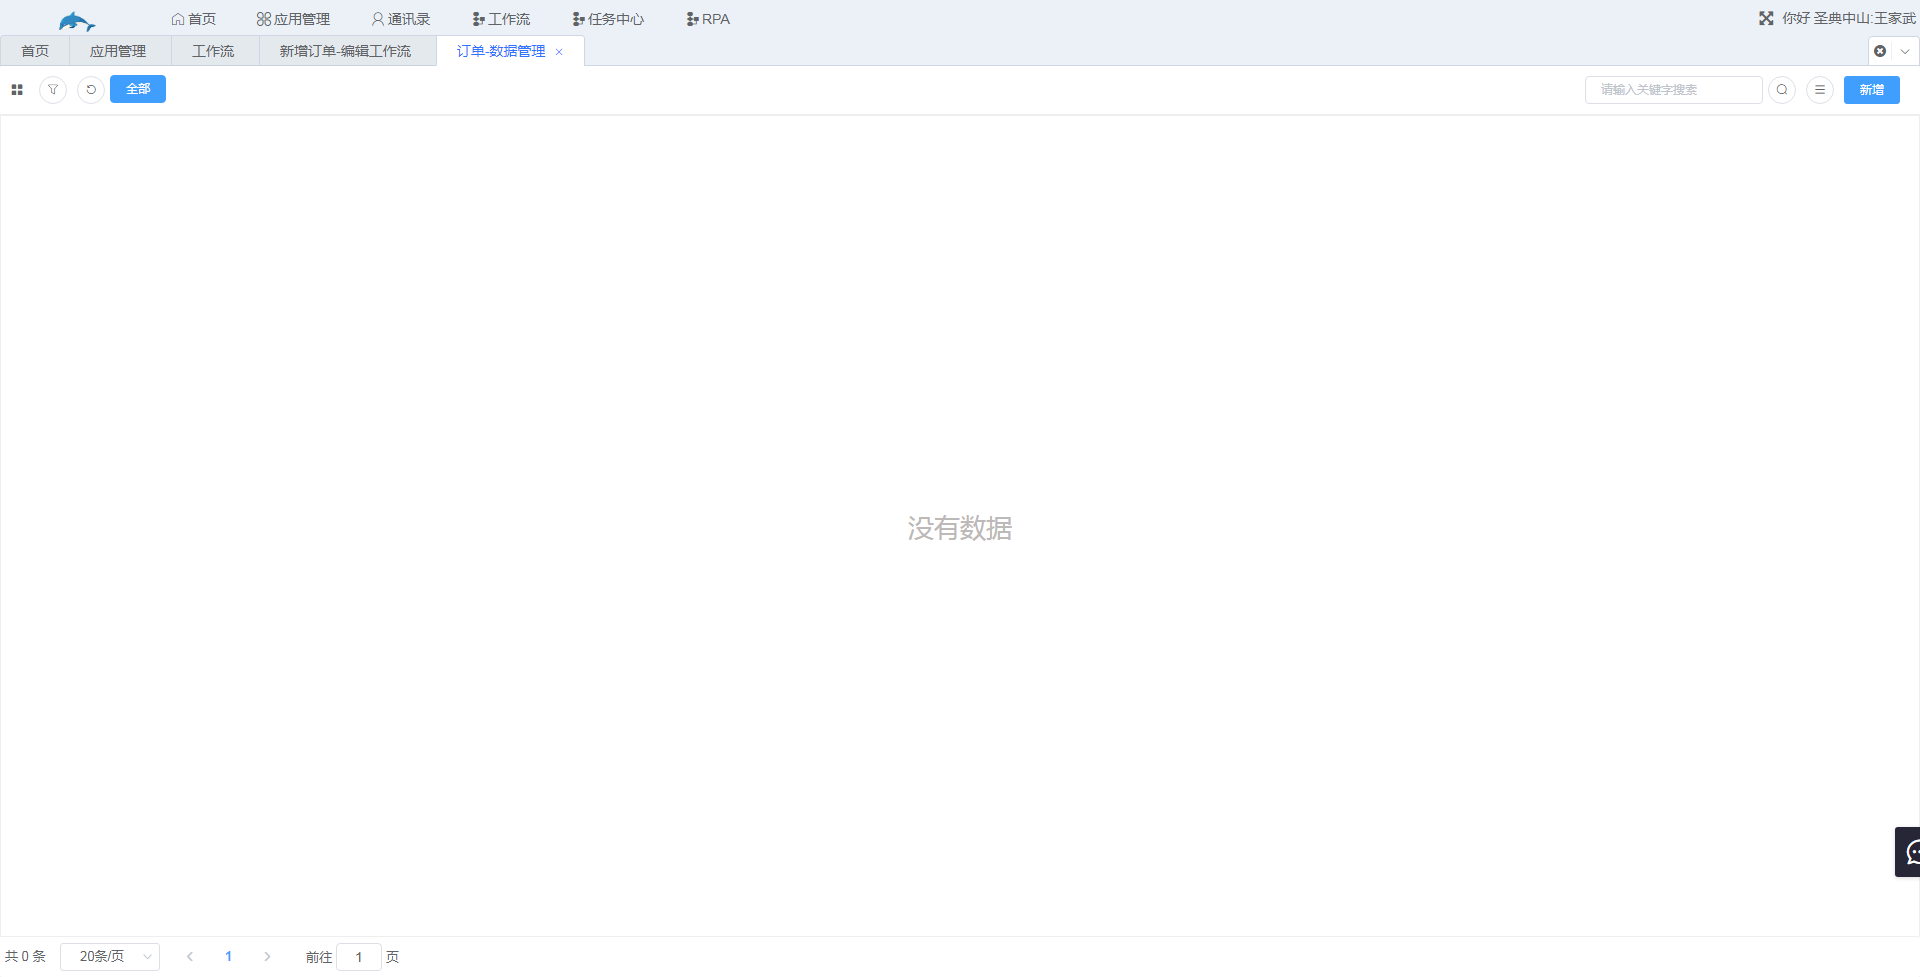 首页 应用管理 通讯录 工作流 任务中心 RPA 你好 圣典中山:王家武
首页 应用管理 工作流 新增订单-编辑工作流 订单-数据管理
全部 请输入关键字搜索 新增
没有数据
共 0 条 20条/页 1 前往 1 页